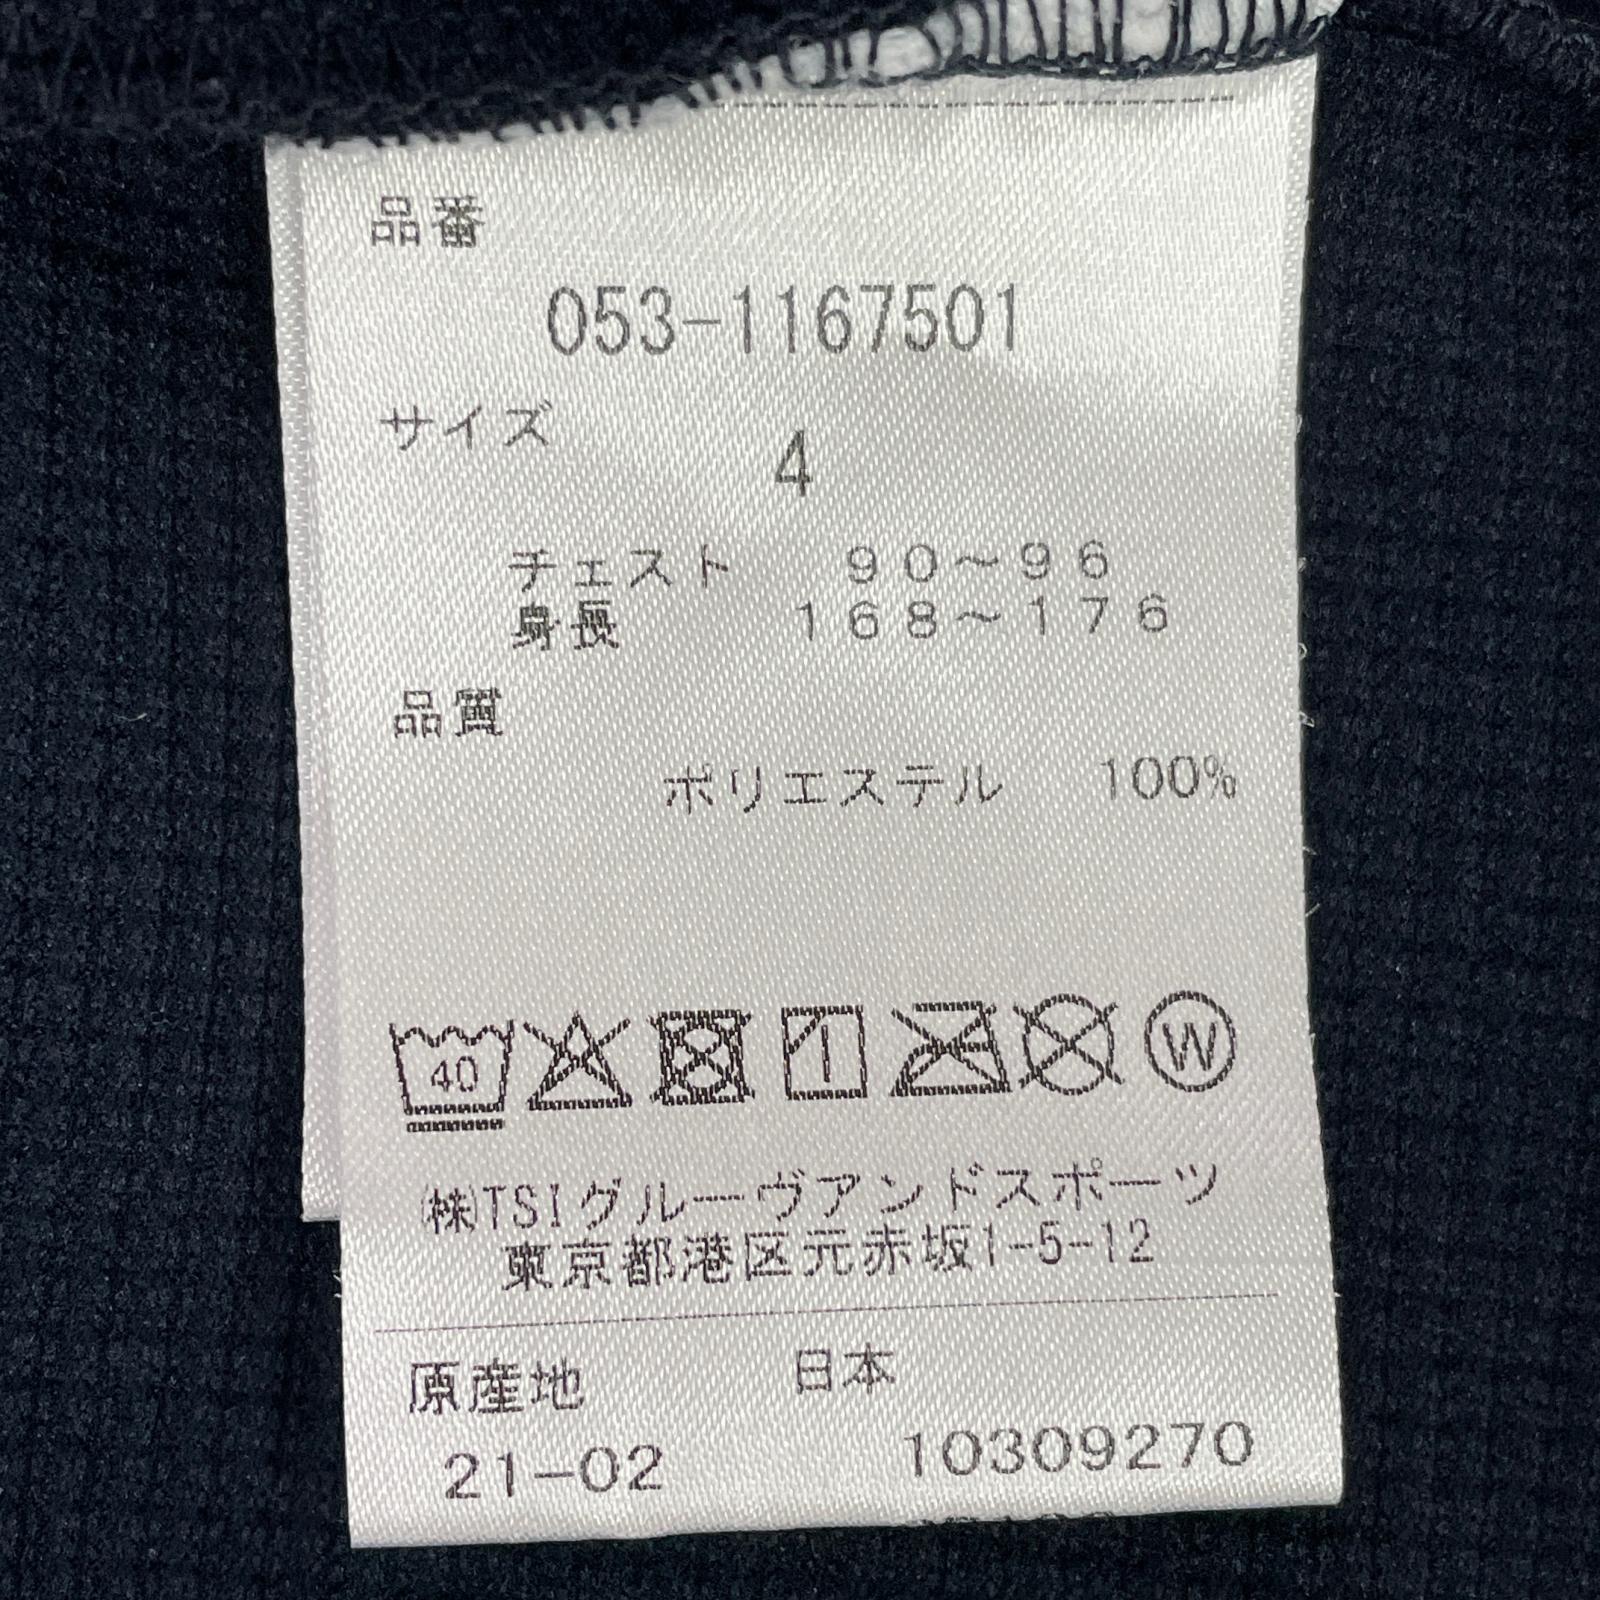 品番
053-1167501
サイズ
4
チェスト 90～96
身長 168～176
品質
ポリエステル 100%
40 W
㈱TSIグルーヴアンドスポーツ
東京都港区元赤坂1-5-12
原産地 日本
21-02 10309270